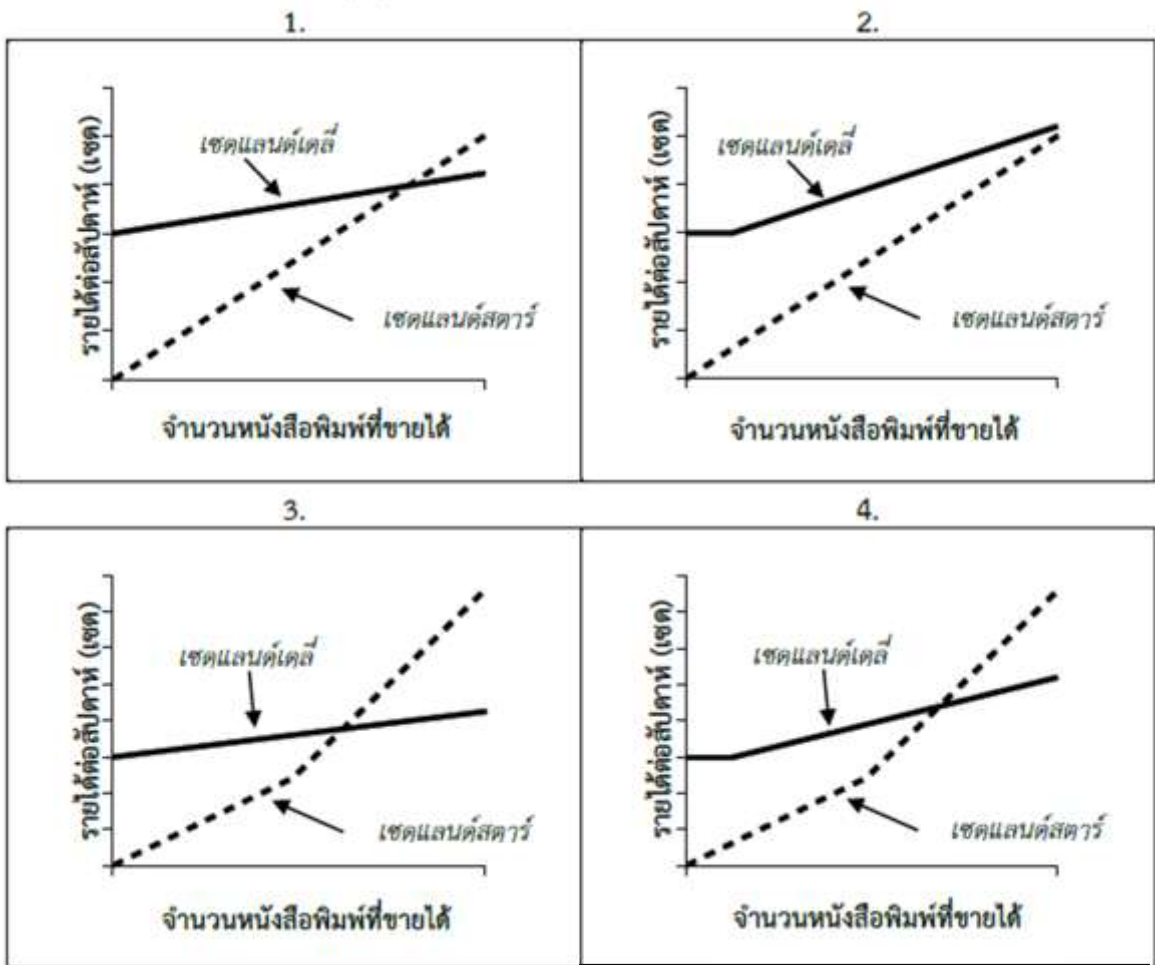 1.
2.
รายได้ต่อสัปดาห์ (เซด)
เซดแลนด์เดลี่
เซดแลนด์สตาร์
จำนวนหนังสือพิมพ์ที่ขายได้
รายได้ต่อสัปดาห์ (เซด)
เซดแลนด์เดลี่
เซดแลนด์สตาร์
จำนวนหนังสือพิมพ์ที่ขายได้
3.
4.
รายได้ต่อสัปดาห์ (เซด)
เซดแลนด์เดลี่
เซดแลนด์สตาร์
จำนวนหนังสือพิมพ์ที่ขายได้
รายได้ต่อสัปดาห์ (เซด)
เซดแลนด์เดลี่
เซดแลนด์สตาร์
จำนวนหนังสือพิมพ์ที่ขายได้